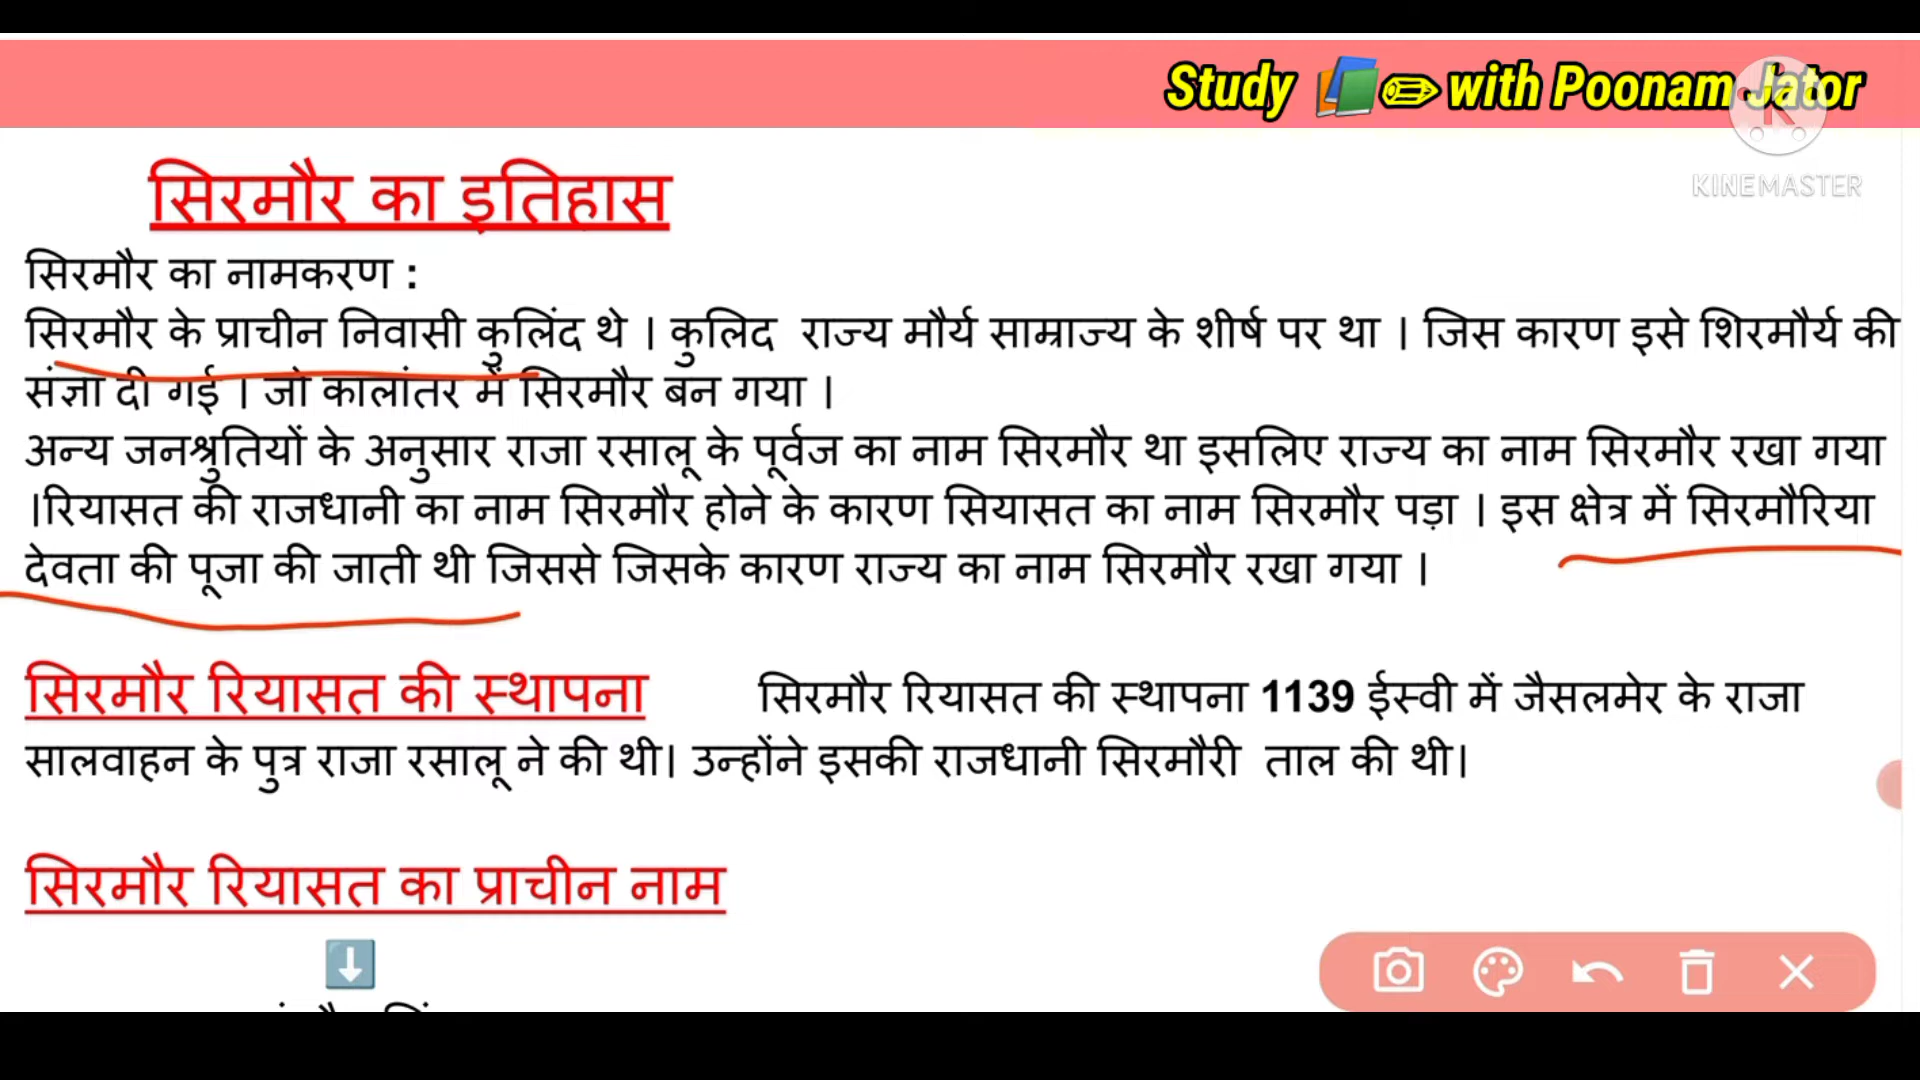 Study with Poonam Jator
KINEMASTER
सिरमौर का इतिहास
सिरमौर का नामकरण :
सिरमौर के प्राचीन निवासी कुलिंद थे । कुलिद राज्य मौर्य साम्राज्य के शीर्ष पर था । जिस कारण इसे शिरमौर्य की
संज्ञा दी गई । जो कालांतर में सिरमौर बन गया ।
अन्य जनश्रुतियों के अनुसार राजा रसालू के पूर्वज का नाम सिरमौर था इसलिए राज्य का नाम सिरमौर रखा गया
।रियासत की राजधानी का नाम सिरमौर होने के कारण सियासत का नाम सिरमौर पड़ा । इस क्षेत्र में सिरमौरिया
देवता की पूजा की जाती थी जिससे जिसके कारण राज्य का नाम सिरमौर रखा गया ।
सिरमौर रियासत की स्थापना सिरमौर रियासत की स्थापना 1139 ईस्वी में जैसलमेर के राजा
सालवाहन के पुत्र राजा रसालू ने की थी। उन्होंने इसकी राजधानी सिरमौरी ताल की थी।
सिरमौर रियासत का प्राचीन नाम